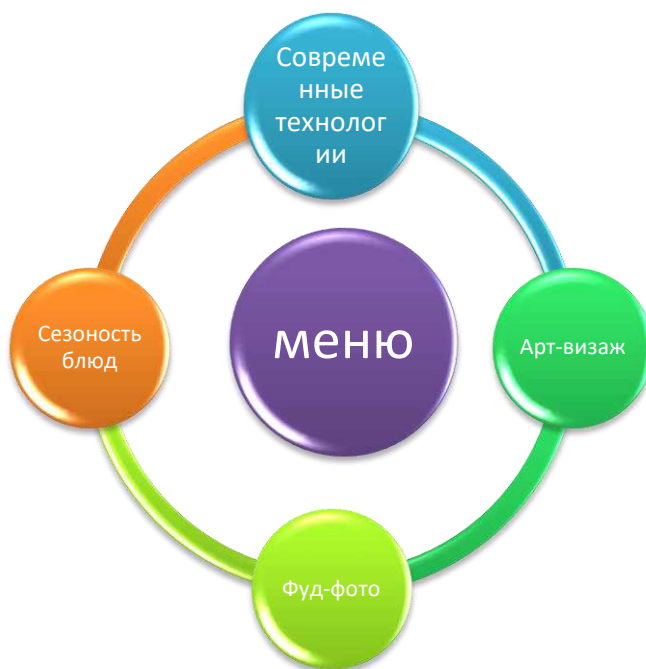 Совреме
нные
технолог
ии
Сезоность
блюд
меню
Арт-визаж
Фуд-фото